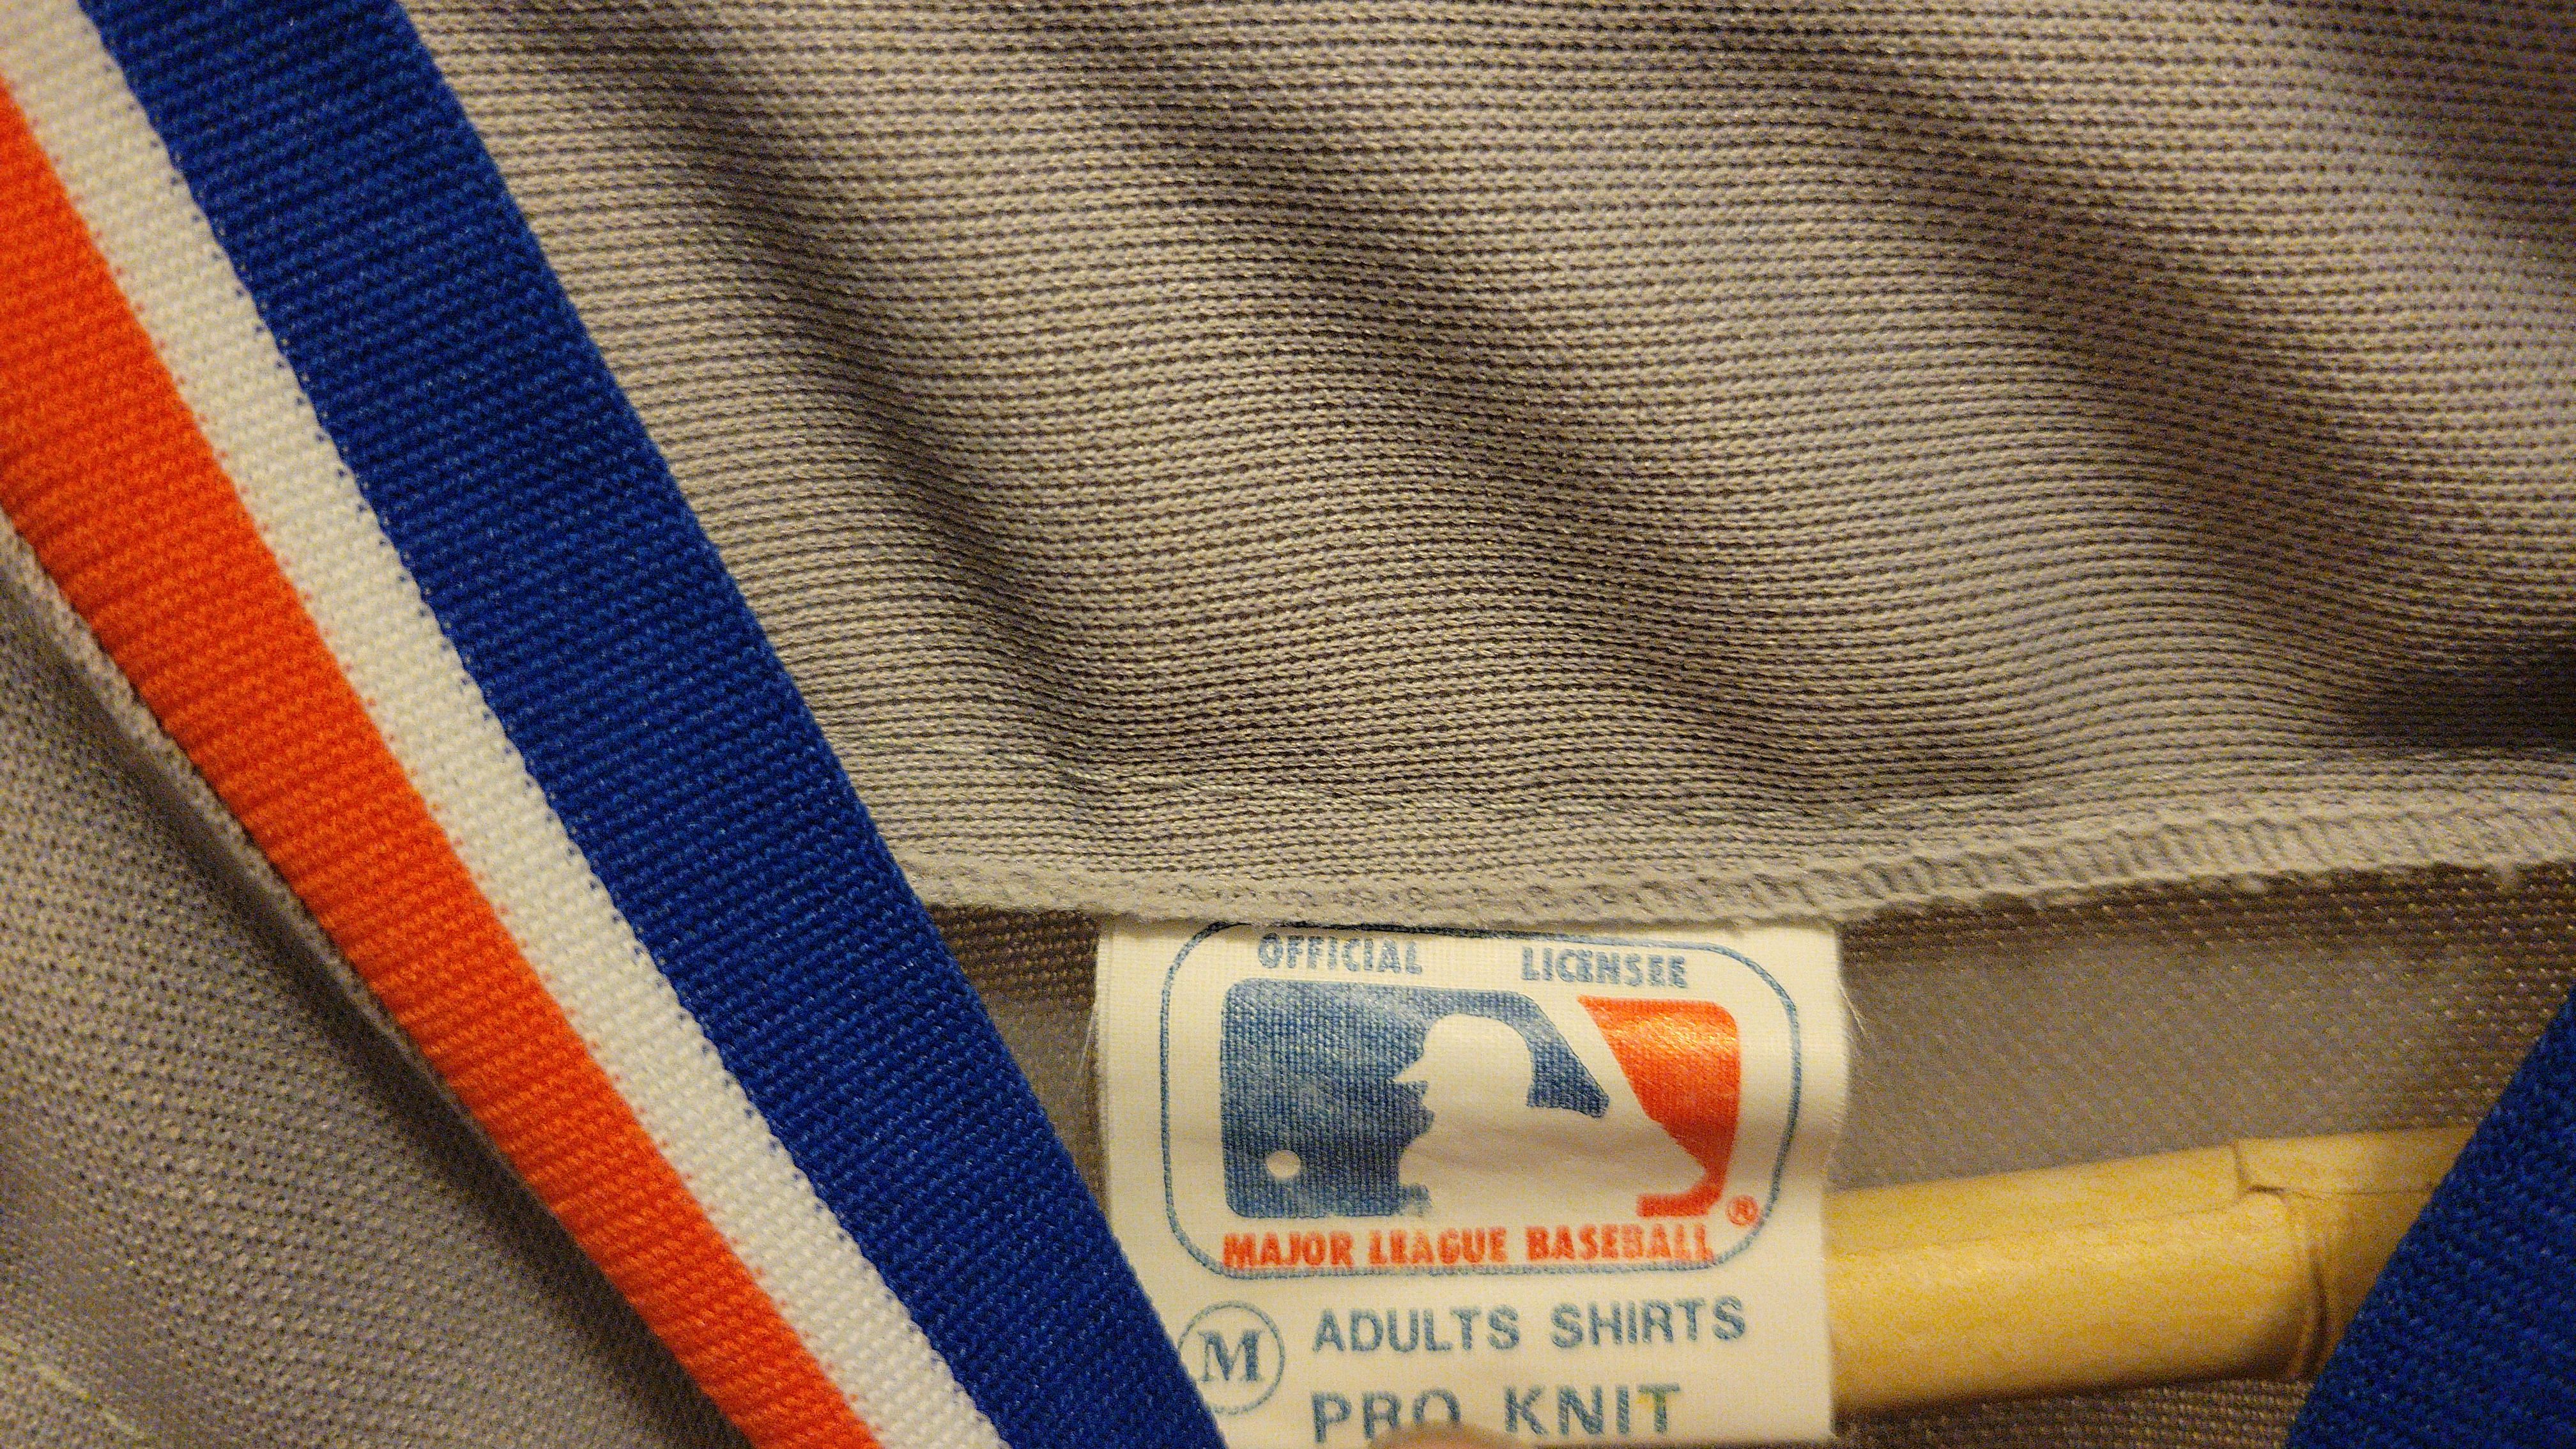 OFFICIAL LICENSEE
®
MAJOR LEAGUE BASEBALL
M ADULTS SHIRTS
PRO KNIT